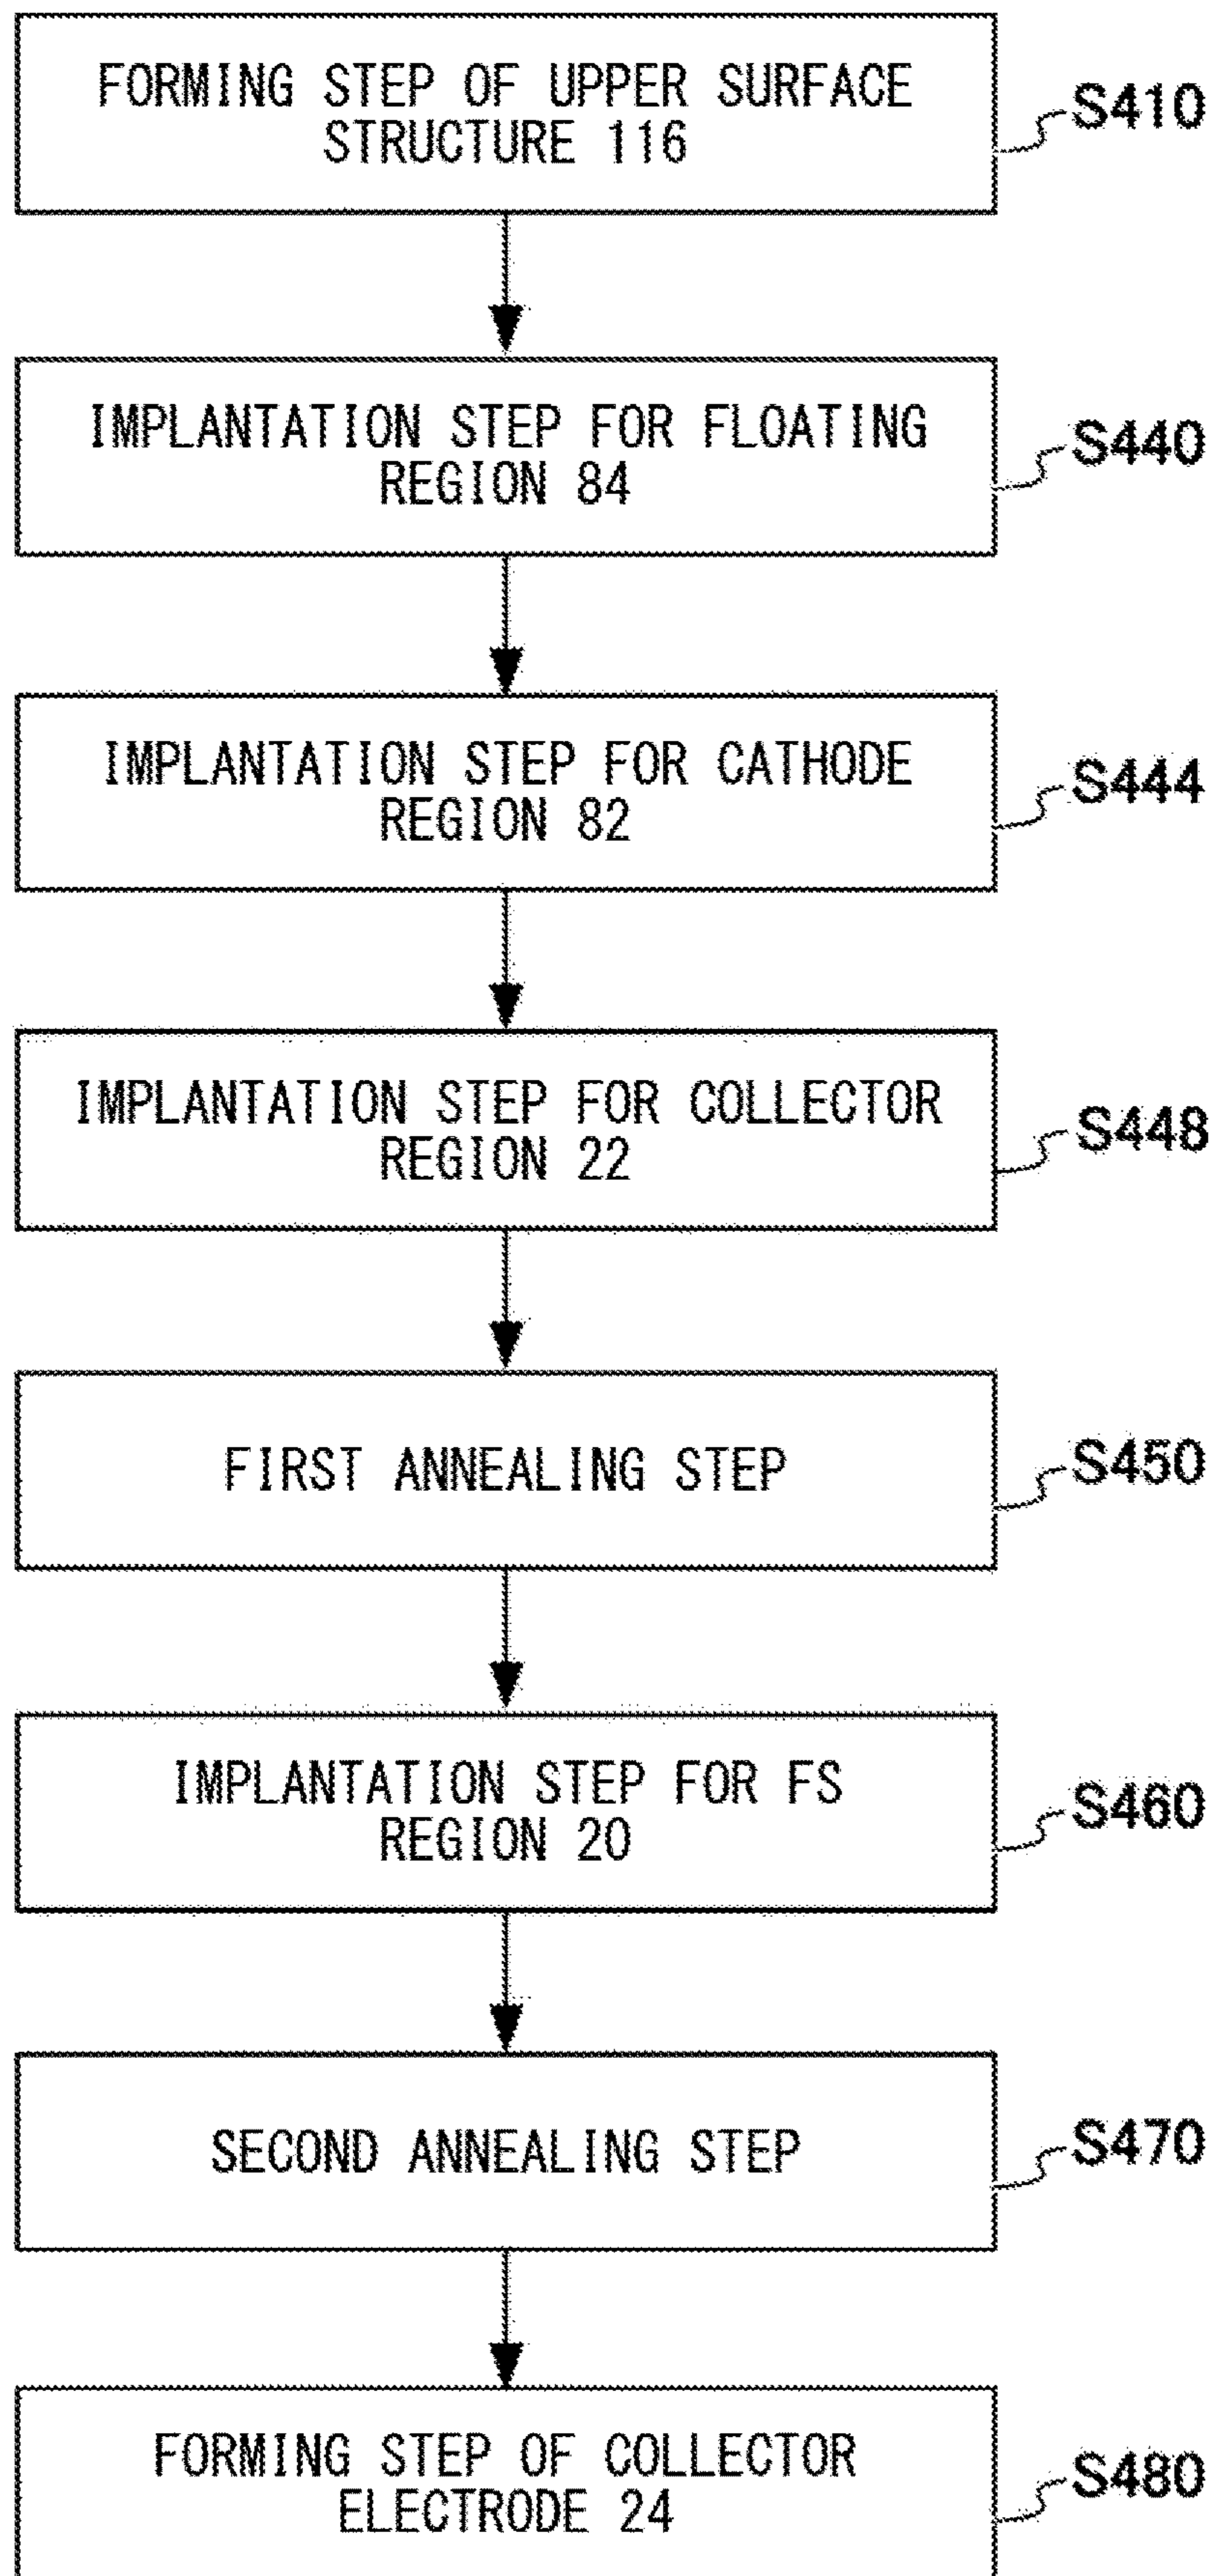 FORMING STEP OF UPPER SURFACE
STRUCTURE 116
S410
IMPLANTATION STEP FOR FLOATING
REGION 84
S440
IMPLANTATION STEP FOR CATHODE
REGION 82
S444
IMPLANTATION STEP FOR COLLECTOR
REGION 22
S448
FIRST ANNEALING STEP
S450
IMPLANTATION STEP FOR FS
REGION 20
S460
SECOND ANNEALING STEP
S470
FORMING STEP OF COLLECTOR
ELECTRODE 24
S480